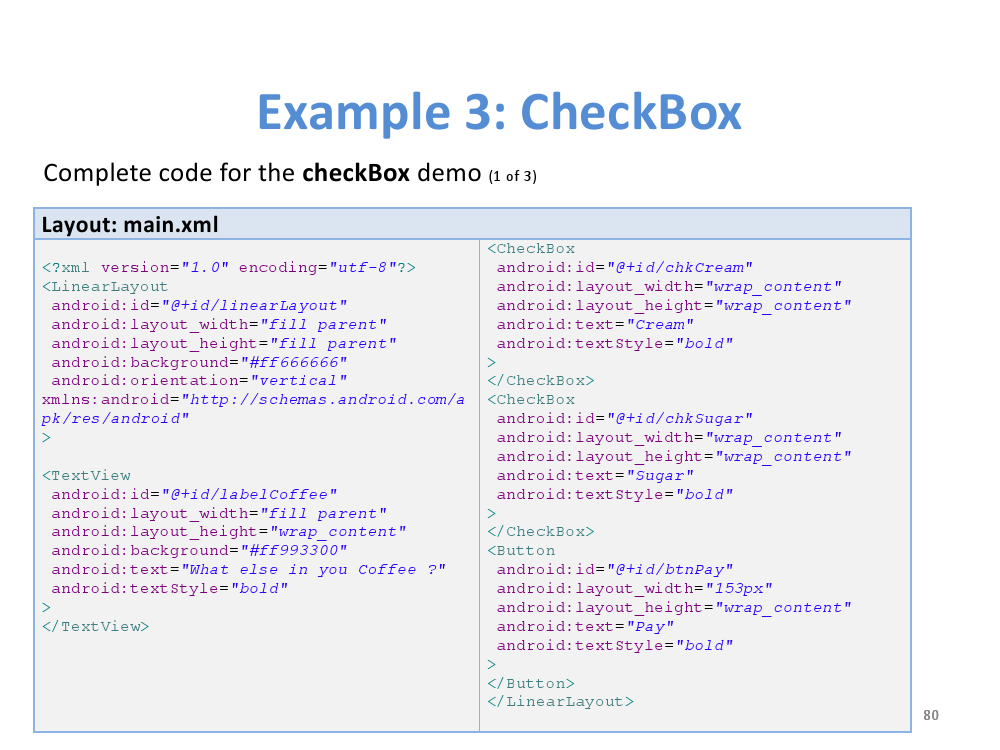 Example 3: CheckBox
Complete code for the checkBox demo (1 of 3)
Layout: main.xml
<?xml version="1.0" encoding="utf-8"?>
<LinearLayout
android:id="@+id/linearLayout"
android:layout_width="fill_parent"
android:layout_height="fill_parent"
android:background="#ff666666"
android:orientation="vertical"
xmlns:android="http://schemas.android.com/a
pk/res/android"
>
<TextView
android:id="@+id/labelCoffee"
android:layout_width="fill_parent"
android:layout_height="wrap_content"
android:background="#ff993300"
android:text="What else in you Coffee ?"
android:textStyle="bold"
>
</TextView>
<CheckBox
android:id="@+id/chkCream"
android:layout_width="wrap_content"
android:layout_height="wrap_content"
android:text="Cream"
android:textStyle="bold"
>
</CheckBox>
<CheckBox
android:id="@+id/chkSugar"
android:layout_width="wrap_content"
android:layout_height="wrap_content"
android:text="Sugar"
android:textStyle="bold"
>
</CheckBox>
<Button
android:id="@+id/btnPay"
android:layout_width="153px"
android:layout_height="wrap_content"
android:text="Pay"
android:textStyle="bold"
>
</Button>
</LinearLayout>
80